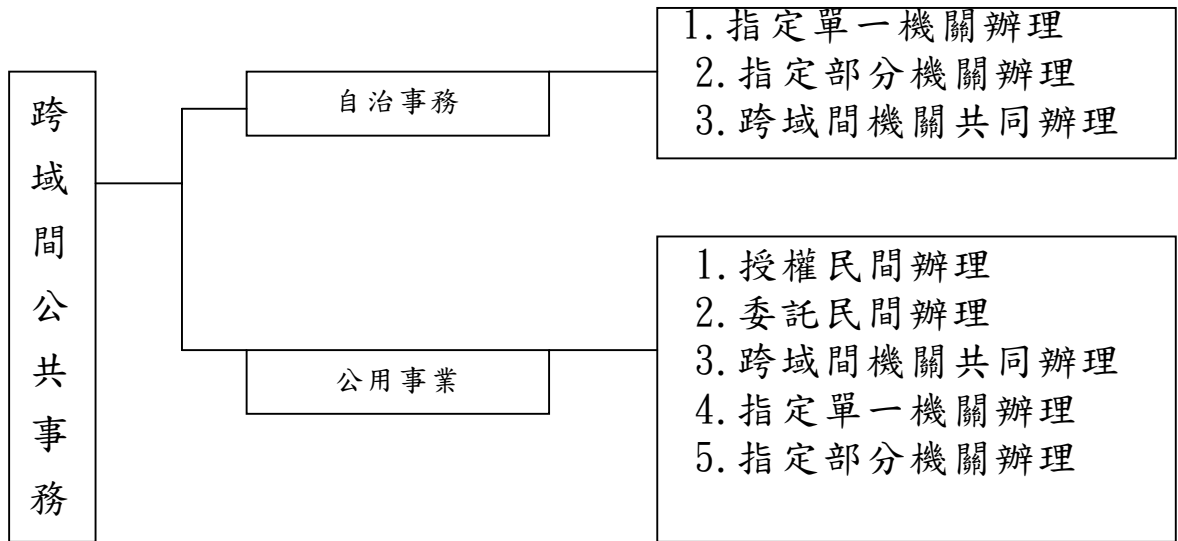 跨域間公共事務
自治事務
1.指定單一機關辦理
2.指定部分機關辦理
3.跨域間機關共同辦理
公用事業
1.授權民間辦理
2.委託民間辦理
3.跨域間機關共同辦理
4.指定單一機關辦理
5.指定部分機關辦理